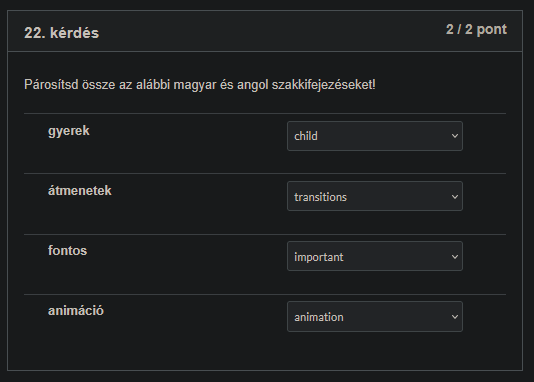 22. kérdés
2 / 2 pont
Párosítsd össze az alábbi magyar és angol szakkifejezéseket!
gyerek
child
átmenetek
transitions
fontos
important
animáció
animation